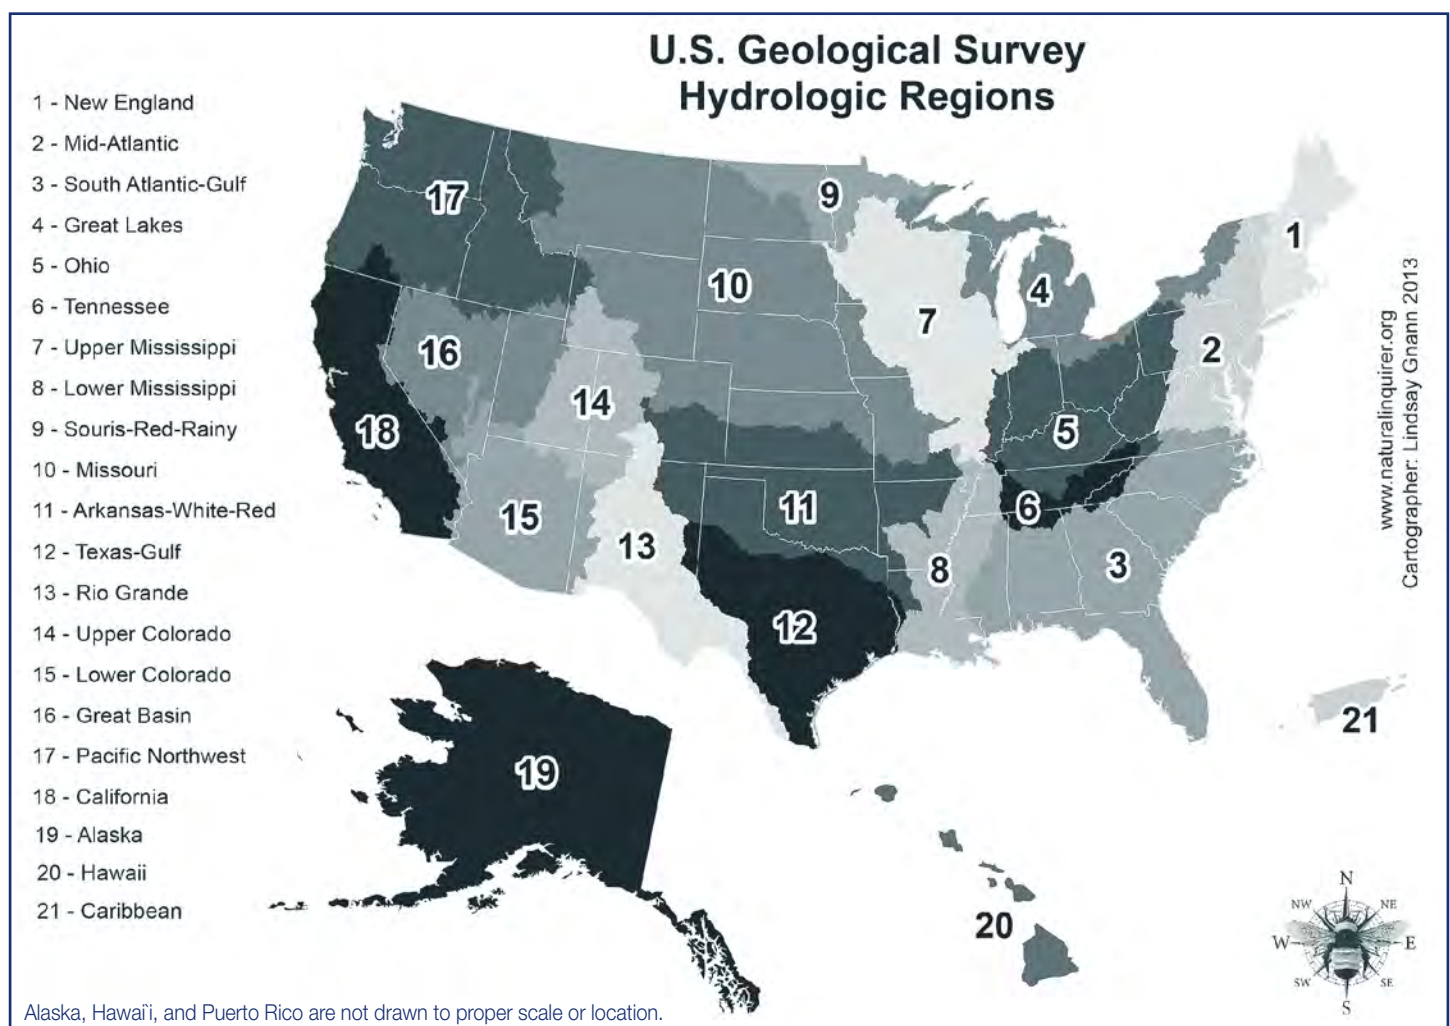 U.S. Geological Survey
Hydrologic Regions
1 - New England
2 - Mid-Atlantic
3 - South Atlantic-Gulf
4 - Great Lakes
5 - Ohio
6 - Tennessee
7 - Upper Mississippi
8 - Lower Mississippi
9 - Souris-Red-Rainy
10 - Missouri
11 - Arkansas-White-Red
12 - Texas-Gulf
13 - Rio Grande
14 - Upper Colorado
15 - Lower Colorado
16 - Great Basin
17 - Pacific Northwest
18 - California
19 - Alaska
20 - Hawaii
21 - Caribbean
17
9
1
10
4
7
16
2
14
18
5
11
6
15
13
3
8
12
21
19
20
www.naturalinquirer.org
Cartographer: Lindsay Gnann 2013
N
NW
NE
W
E
SW
SE
S
Alaska, Hawai`i, and Puerto Rico are not drawn to proper scale or location.